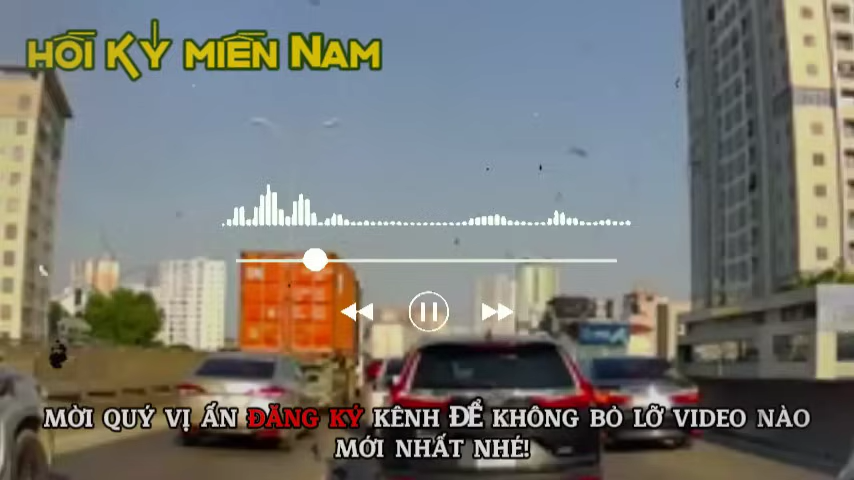 HỒI KÝ MIỀN NAM
MỜI QUÝ VỊ ẤN ĐĂNG KÝ KÊNH ĐỂ KHÔNG BỎ LỠ VIDEO NÀO
MỚI NHẤT NHÉ!